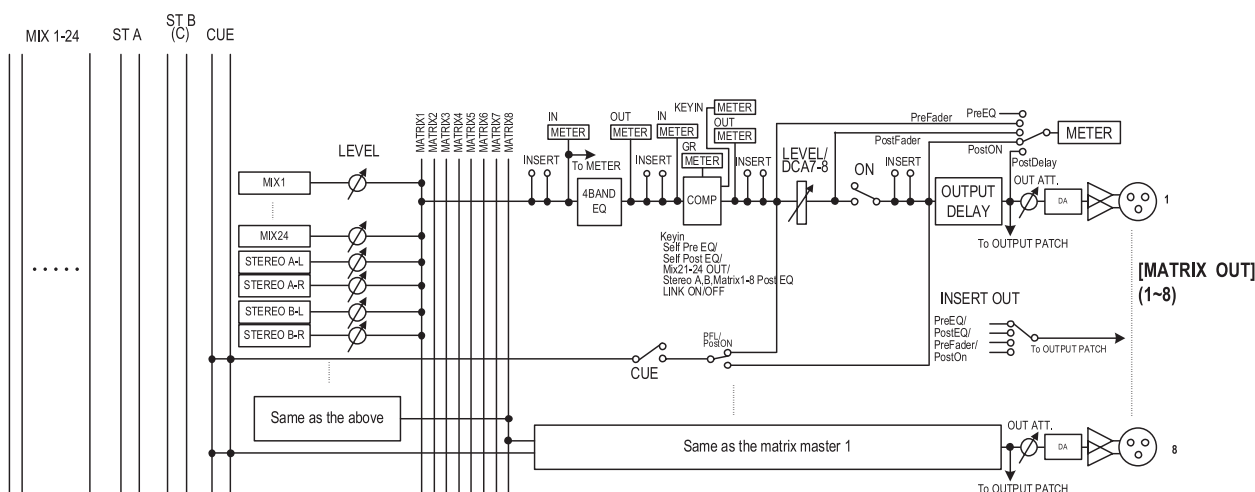 MIX 1-24
ST A
ST B
(C)
CUE
MATRIX1
MATRIX2
MATRIX3
MATRIX4
MATRIX5
MATRIX6
MATRIX7
MATRIX8
LEVEL
MIX1
MIX24
STEREO A-L
STEREO A-R
STEREO B-L
STEREO B-R
INSERT
IN
METER
To METER
4BAND
EQ
OUT
METER
INSERT
IN
METER
KEYIN
METER
OUT
METER
GR
METER
COMP
Keyin
Self Pre EQ/
Self Post EQ/
Mix21-24 OUT/
Stereo A,B,Matrix1-8 Post EQ
LINK ON/OFF
INSERT
LEVEL/
DCA7-8
ON
INSERT
PreFader
PreEQ
PostFader
PostON
PostDelay
METER
OUTPUT
DELAY
OUT ATT.
DA
1
To OUTPUT PATCH
[MATRIX OUT]
(1~8)
INSERT OUT
PreEQ/
PostEQ/
PreFader/
PostOn
To OUTPUT PATCH
PFL/
PostON
CUE
Same as the above
Same as the matrix master 1
OUT ATT.
DA
8
To OUTPUT PATCH